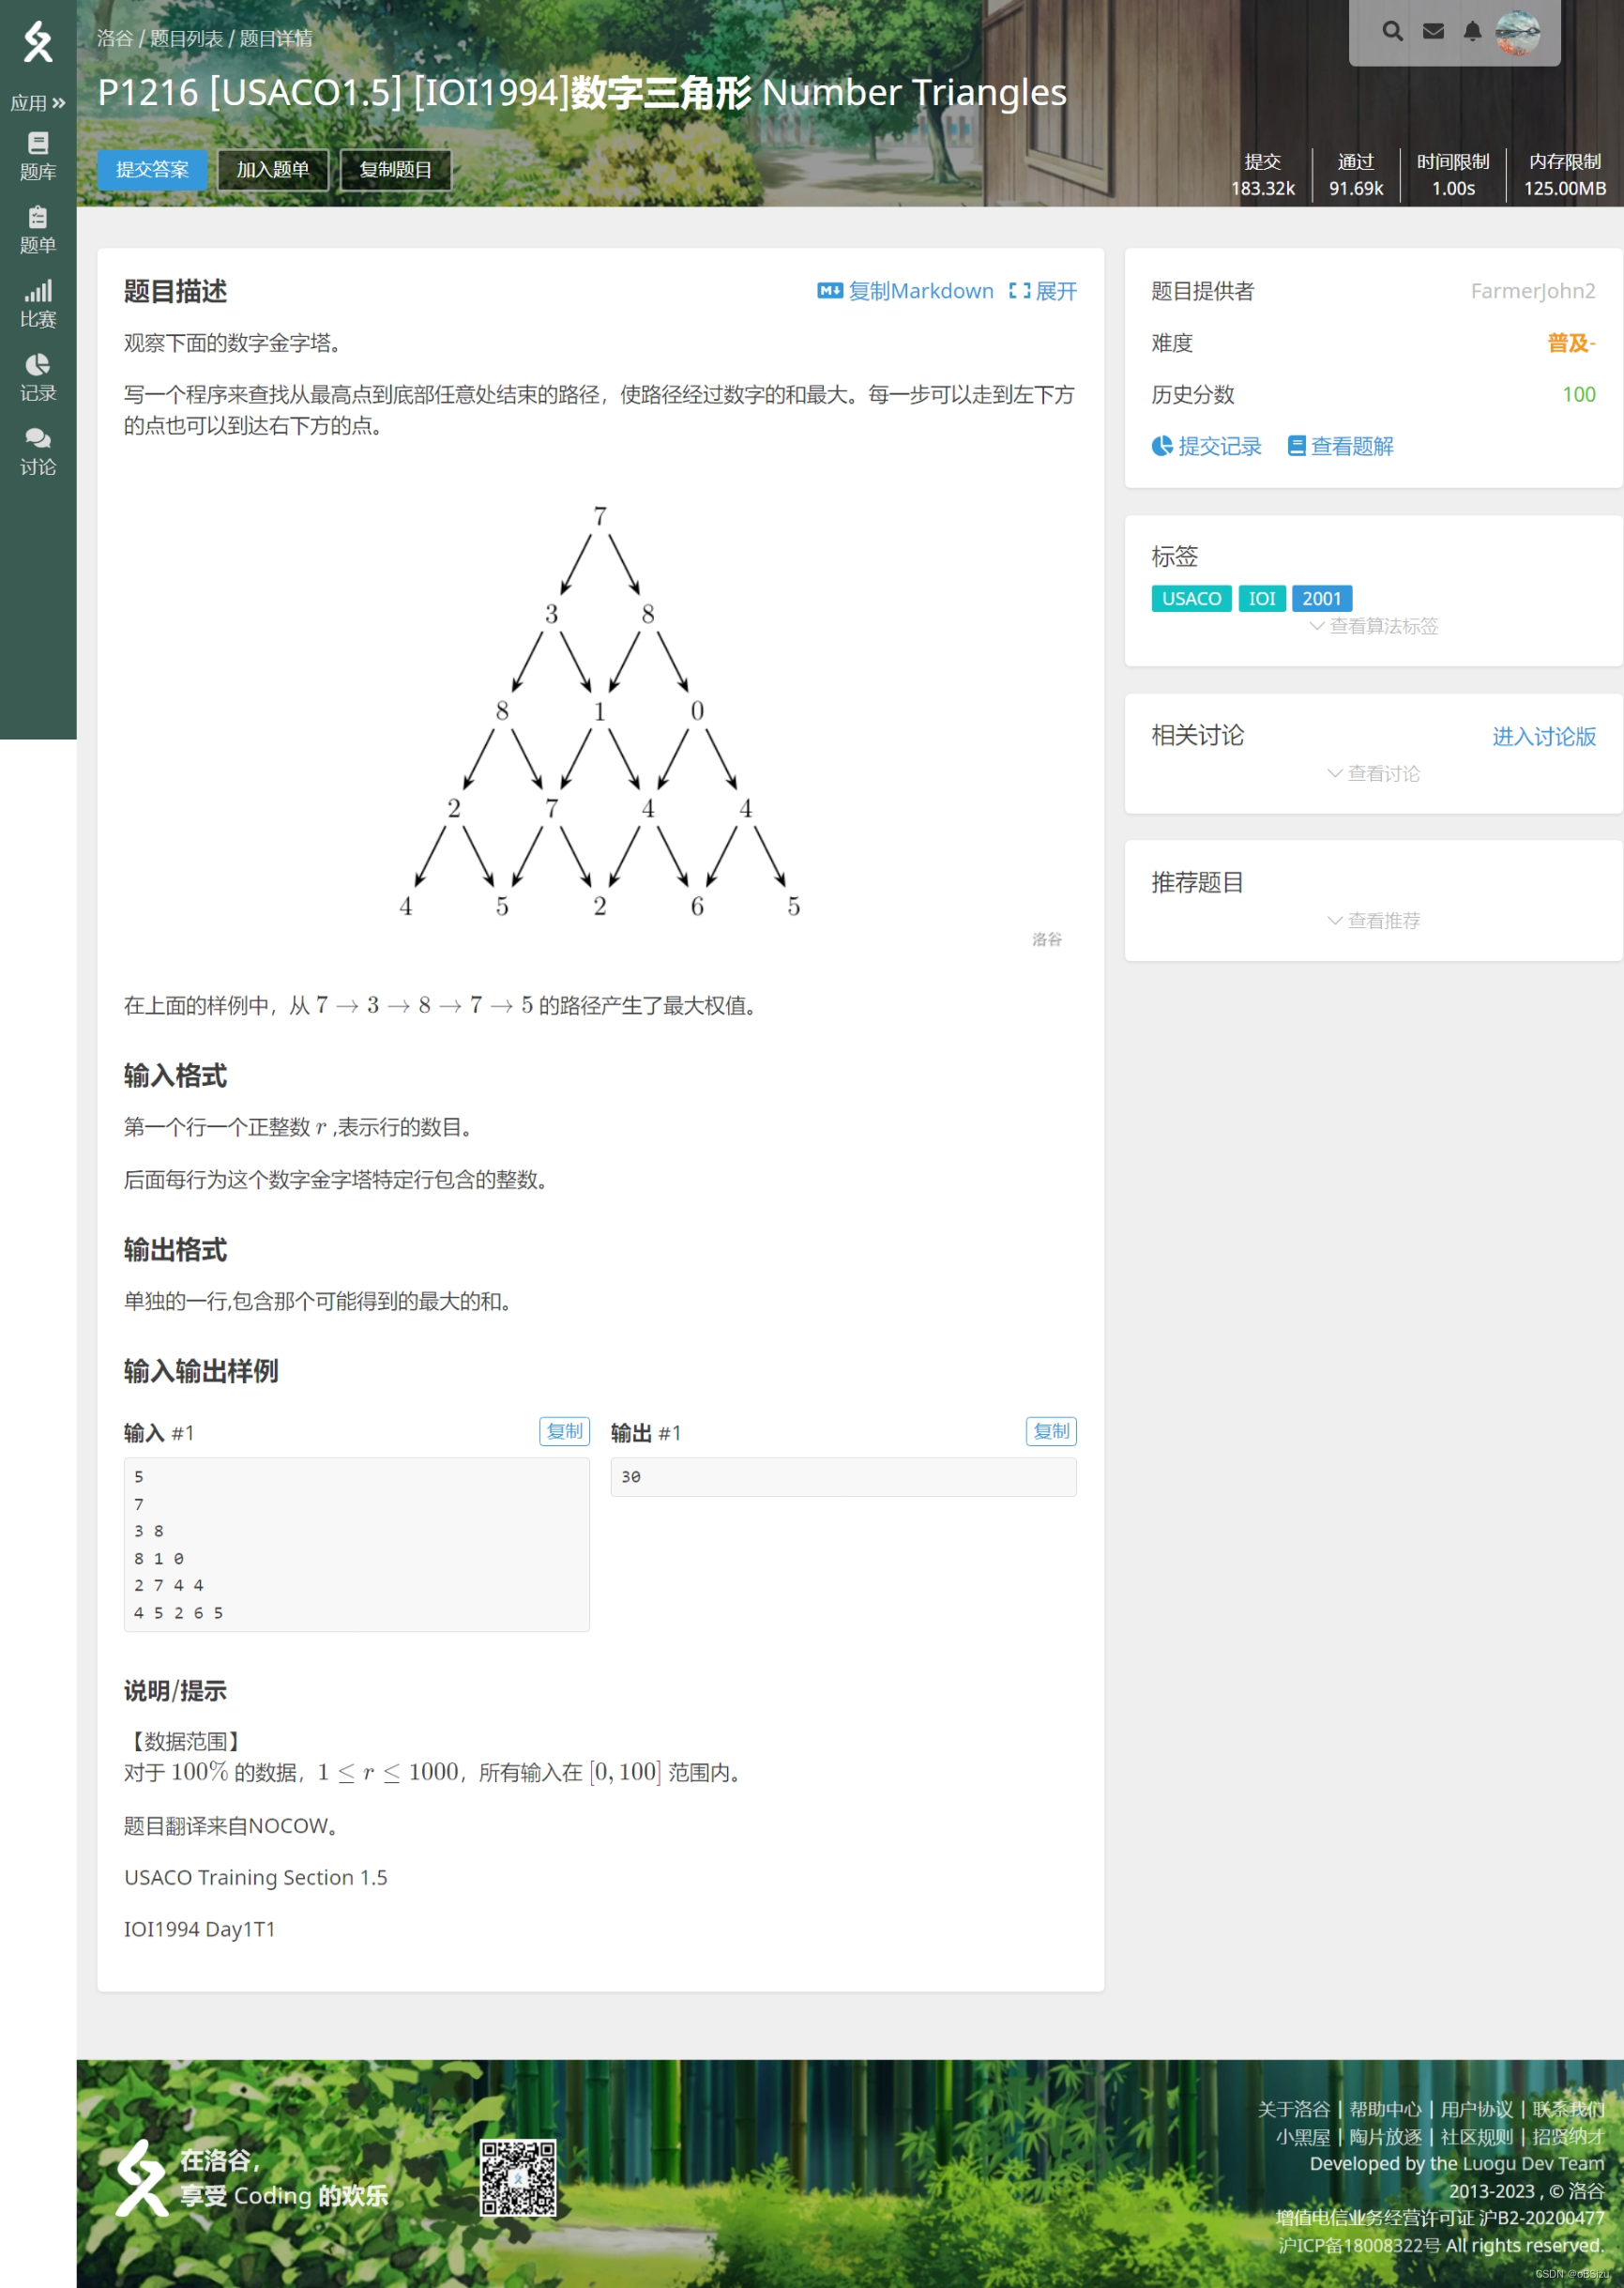 洛谷 / 题目列表 / 题目详情
P1216 [USACO1.5] [IOI1994]数字三角形 Number Triangles
应用
题库
题单
比赛
记录
讨论
提交答案
加入题单
复制题目
提交
183.32k
通过
91.69k
时间限制
1.00s
内存限制
125.00MB
题目描述
复制Markdown
展开
观察下面的数字金字塔。
写一个程序来查找从最高点到底部任意处结束的路径，使路径经过数字的和最大。每一步可以走到左下方
的点也可以到达右下方的点。
7
3 8
8 1 0
2 7 4 4
4 5 2 6 5
洛谷
在上面的样例中，从 7 → 3 → 8 → 7 → 5 的路径产生了最大权值。
输入格式
第一个行一个正整数 r ,表示行的数目。
后面每行为这个数字金字塔特定行包含的整数。
输出格式
单独的一行,包含那个可能得到的最大的和。
输入输出样例
输入 #1
复制
5
7
3 8
8 1 0
2 7 4 4
4 5 2 6 5
输出 #1
复制
30
说明/提示
【数据范围】
对于 100% 的数据，1 ≤ r ≤ 1000，所有输入在 [0, 100] 范围内。
题目翻译来自NOCOW。
USACO Training Section 1.5
IOI1994 Day1T1
题目提供者
FarmerJohn2
难度
普及-
历史分数
100
提交记录
查看题解
标签
USACO
IOI
2001
查看算法标签
相关讨论
进入讨论版
查看讨论
推荐题目
查看推荐
在洛谷，
享受 Coding 的欢乐
关于洛谷 | 帮助中心 | 用户协议 | 联系我们
小黑屋 | 陶片放逐 | 社区规则 | 招贤纳才
Developed by the Luogu Dev Team
2013-2023 , © 洛谷
增值电信业务经营许可证 沪B2-20200477
沪ICP备18008322号 All rights reserved.